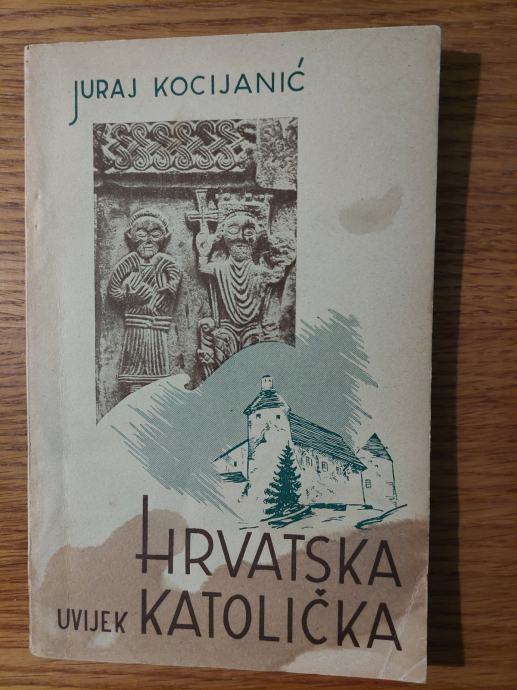 JURAJ KOCIJANIĆ
HRVATSKA
UVIJEK KATOLIČKA